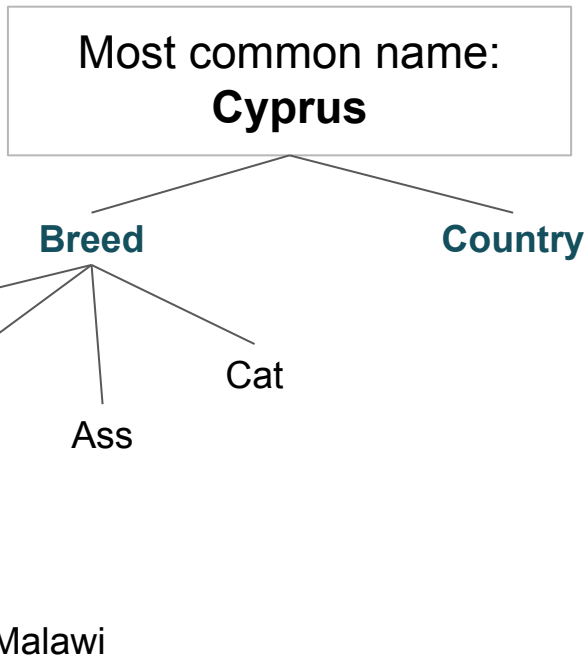 Most common name:
Cyprus
Breed
Country
Cat
Ass
Malawi